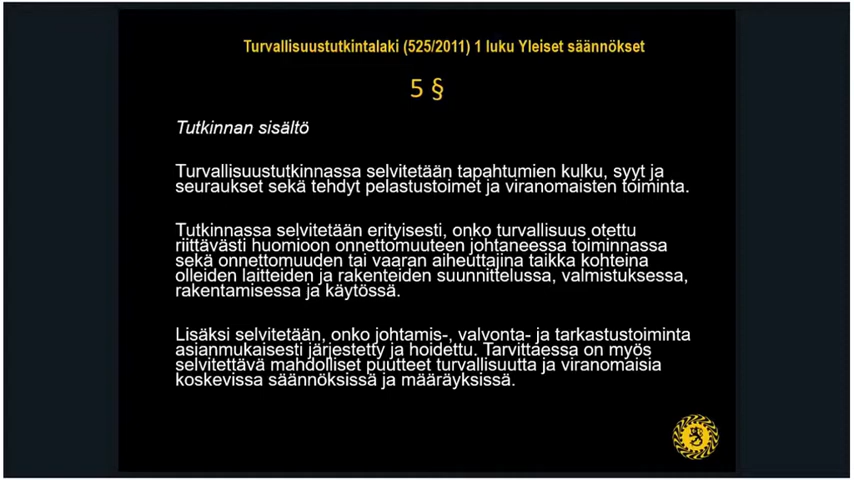 Turvallisuustutkintalaki (525/2011) 1 luku Yleiset säännökset
5 §
Tutkinnan sisältö
Turvallisuustutkinnassa selvitetään tapahtumien kulku, syyt ja
seuraukset sekä tehdyt pelastustoimet ja viranomaisten toiminta.
Tutkinnassa selvitetään erityisesti, onko turvallisuus otettu
riittävästi huomioon onnettomuuteen johtaneessa toiminnassa
sekä onnettomuuden tai vaaran aiheuttajina taikka kohteina
olleiden laitteiden ja rakenteiden suunnittelussa, valmistuksessa,
rakentamisessa ja käytössä.
Lisäksi selvitetään, onko johtamis-, valvonta- ja tarkastustoiminta
asianmukaisesti järjestetty ja hoidettu. Tarvittaessa on myös
selvitettävä mahdolliset puutteet turvallisuutta ja viranomaisia
koskevissa säännöksissä ja määräyksissä.